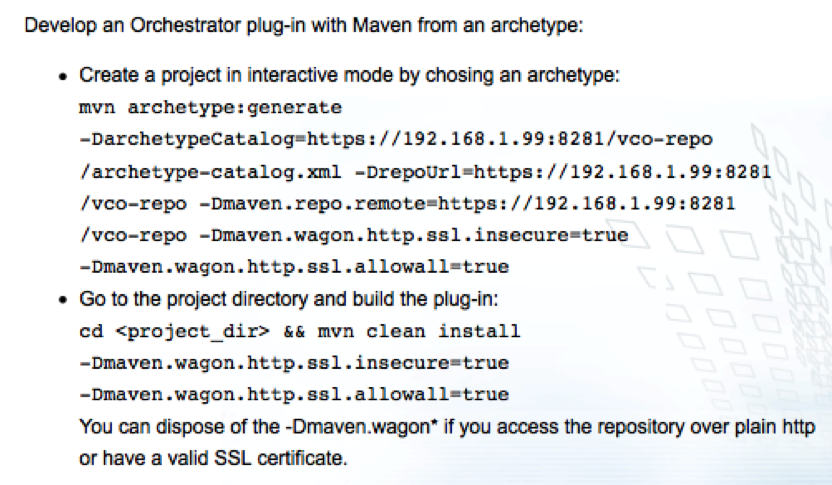 Develop an Orchestrator plug-in with Maven from an archetype:
• Create a project in interactive mode by chosing an archetype:
mvn archetype:generate
-DarchetypeCatalog=https://192.168.1.99:8281/vco-repo
/archetype-catalog.xml -DrepoUrl=https://192.168.1.99:8281
/vco-repo -Dmaven.repo.remote=https://192.168.1.99:8281
/vco-repo -Dmaven.wagon.http.ssl.insecure=true
-Dmaven.wagon.http.ssl.allowall=true
• Go to the project directory and build the plug-in:
cd <project_dir> && mvn clean install
-Dmaven.wagon.http.ssl.insecure=true
-Dmaven.wagon.http.ssl.allowall=true
You can dispose of the -Dmaven.wagon* if you access the repository over plain http
or have a valid SSL certificate.